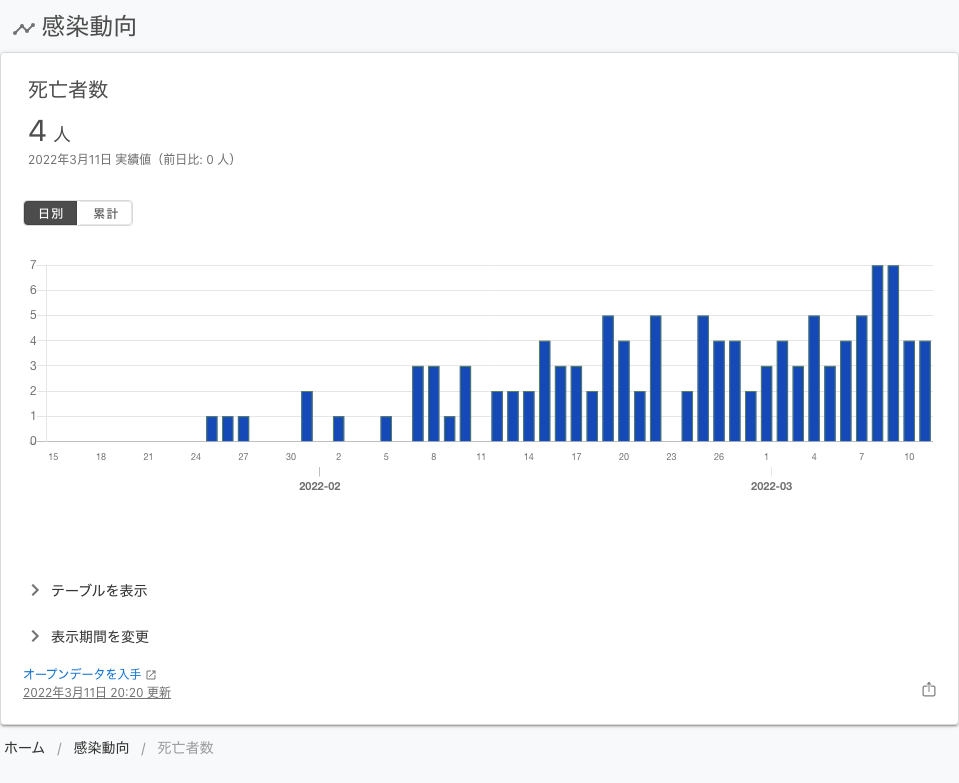 感染動向
死亡者数
4 人
2022年3月11日 実績値（前日比: 0 人）
日別 累計
7
6
5
4
3
2
1
0
15 18 21 24 27 30 2 5 8 11 14 17 20 23 26 1 4 7 10
2022-02 2022-03
テーブルを表示
表示期間を変更
オープンデータを入手
2022年3月11日 20:20 更新
ホーム / 感染動向 / 死亡者数